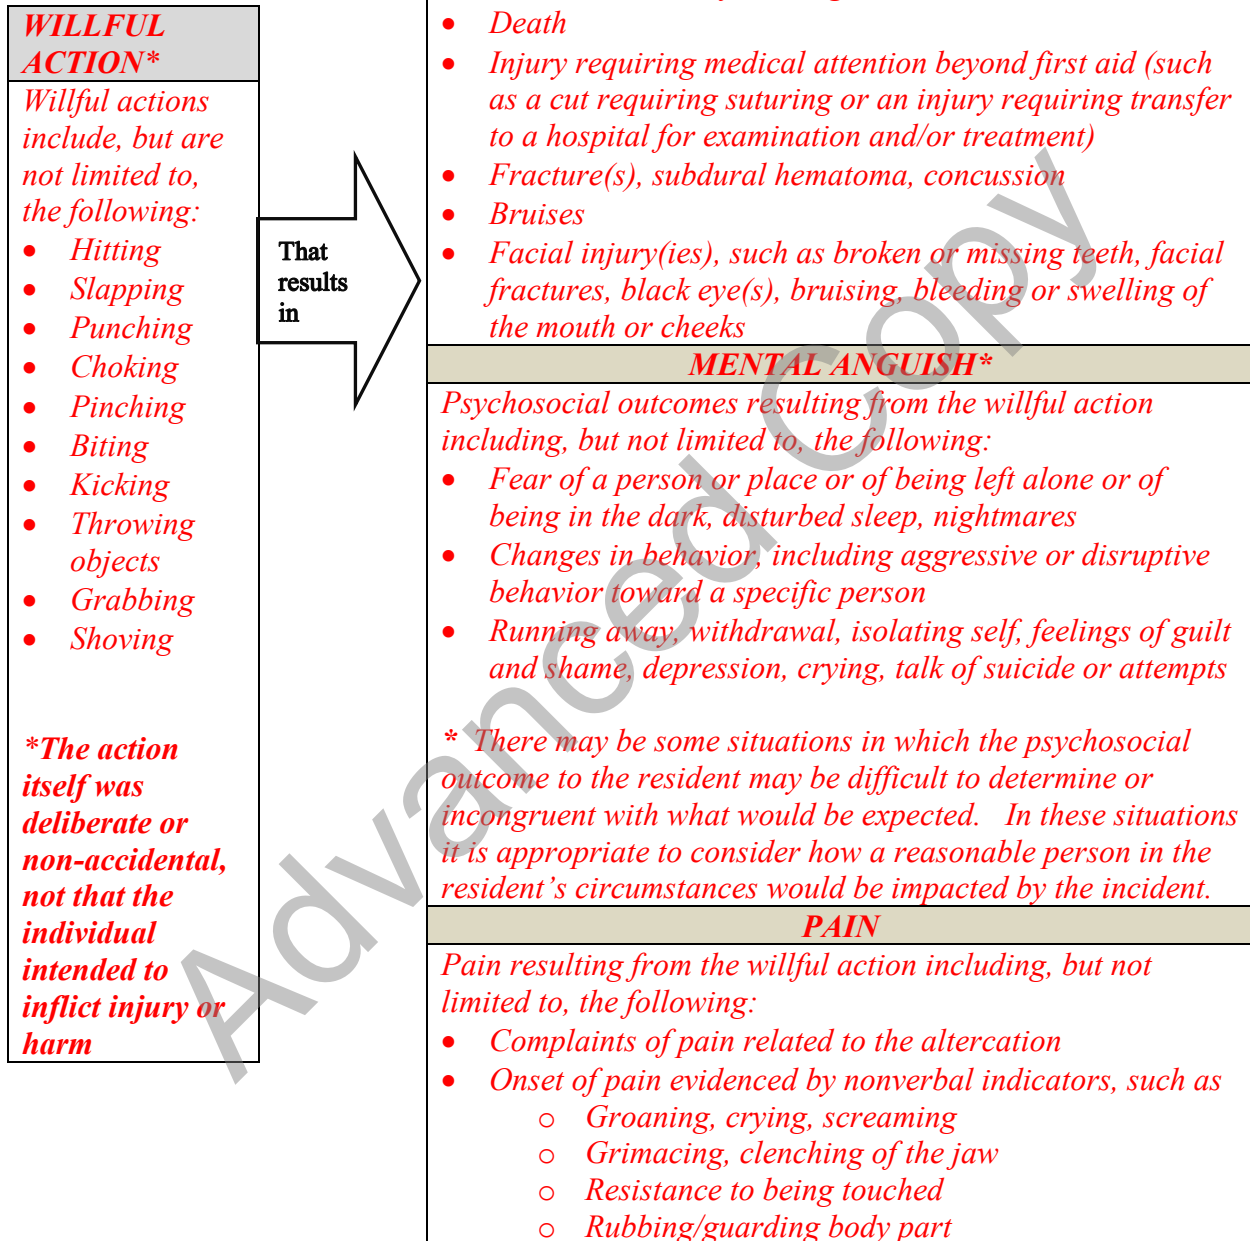 WILLFUL
ACTION*
Willful actions
include, but are
not limited to,
the following:
• Hitting
• Slapping
• Punching
• Choking
• Pinching
• Biting
• Kicking
• Throwing
objects
• Grabbing
• Shoving
*The action
itself was
deliberate or
non-accidental,
not that the
individual
intended to
inflict injury or
harm
That
results
in
• Death
• Injury requiring medical attention beyond first aid (such
as a cut requiring suturing or an injury requiring transfer
to a hospital for examination and/or treatment)
• Fracture(s), subdural hematoma, concussion
• Bruises
• Facial injury(ies), such as broken or missing teeth, facial
fractures, black eye(s), bruising, bleeding or swelling of
the mouth or cheeks
MENTAL ANGUISH*
Psychosocial outcomes resulting from the willful action
including, but not limited to, the following:
• Fear of a person or place or of being left alone or of
being in the dark, disturbed sleep, nightmares
• Changes in behavior, including aggressive or disruptive
behavior toward a specific person
• Running away, withdrawal, isolating self, feelings of guilt
and shame, depression, crying, talk of suicide or attempts
* There may be some situations in which the psychosocial
outcome to the resident may be difficult to determine or
incongruent with what would be expected. In these situations
it is appropriate to consider how a reasonable person in the
resident’s circumstances would be impacted by the incident.
PAIN
Pain resulting from the willful action including, but not
limited to, the following:
• Complaints of pain related to the altercation
• Onset of pain evidenced by nonverbal indicators, such as
o Groaning, crying, screaming
o Grimacing, clenching of the jaw
o Resistance to being touched
o Rubbing/guarding body part
Advanced Copy